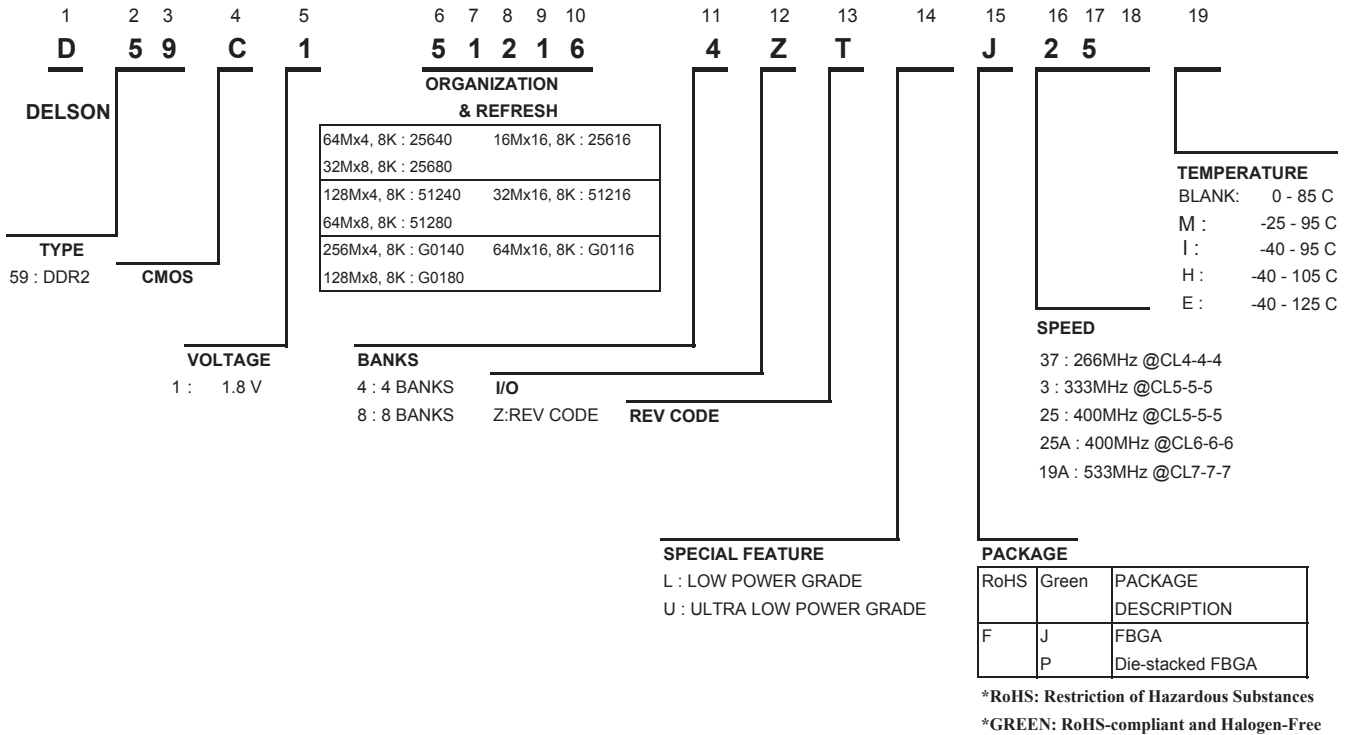 1 2 3 4 5 6 7 8 9 10 11 12 13 14 15 16 17 18 19
D 5 9 C 1 5 1 2 1 6 4 Z T J 2 5
DELSON
ORGANIZATION
& REFRESH
64Mx4, 8K : 25640 16Mx16, 8K : 25616
32Mx8, 8K : 25680
128Mx4, 8K : 51240 32Mx16, 8K : 51216
64Mx8, 8K : 51280
256Mx4, 8K : G0140 64Mx16, 8K : G0116
128Mx8, 8K : G0180
TYPE
59 : DDR2
CMOS
VOLTAGE
1 : 1.8 V
BANKS
4 : 4 BANKS
8 : 8 BANKS
I/O
Z:REV CODE
REV CODE
TEMPERATURE
BLANK: 0 - 85 C
M : -25 - 95 C
I : -40 - 95 C
H : -40 - 105 C
E : -40 - 125 C
SPEED
37 : 266MHz @CL4-4-4
3 : 333MHz @CL5-5-5
25 : 400MHz @CL5-5-5
25A : 400MHz @CL6-6-6
19A : 533MHz @CL7-7-7
SPECIAL FEATURE
L : LOW POWER GRADE
U : ULTRA LOW POWER GRADE
PACKAGE
RoHS Green PACKAGE
DESCRIPTION
F J FBGA
P Die-stacked FBGA
*RoHS: Restriction of Hazardous Substances
*GREEN: RoHS-compliant and Halogen-Free